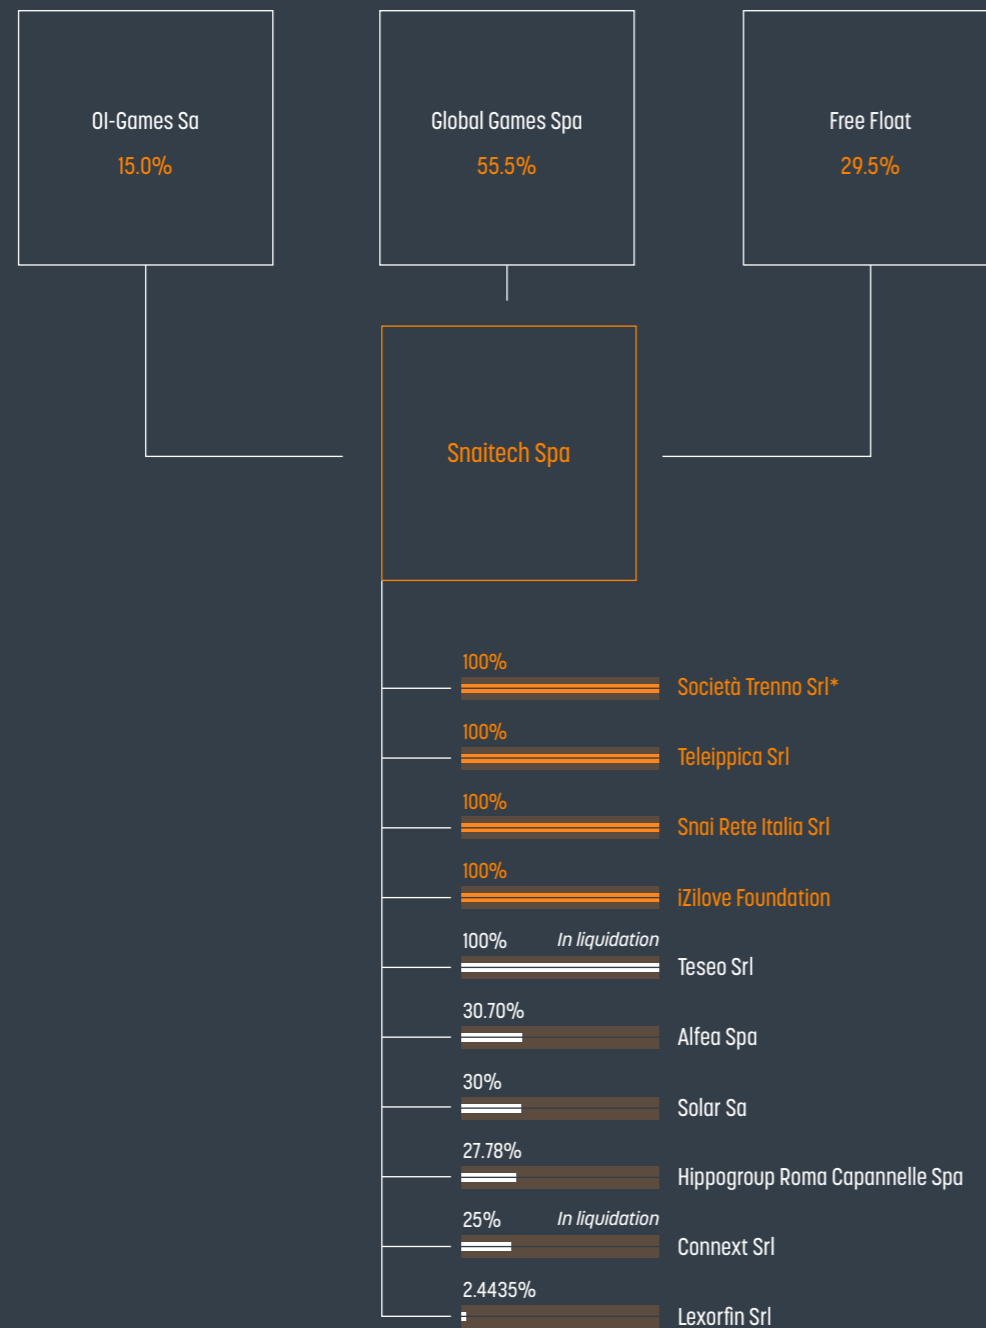 OI-Games Sa
15.0%
Global Games Spa
55.5%
Free Float
29.5%
Snaitech Spa
100%
Società Trenno Srl*
100%
Teleippica Srl
100%
Snai Rete Italia Srl
100%
iZilove Foundation
100% In liquidation
Teseo Srl
30.70%
Alfea Spa
30%
Solar Sa
27.78%
Hippogroup Roma Capannelle Spa
25% In liquidation
Connext Srl
2.4435%
Lexorfin Srl